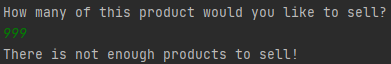 How many of this product would you like to sell?
999
There is not enough products to sell!